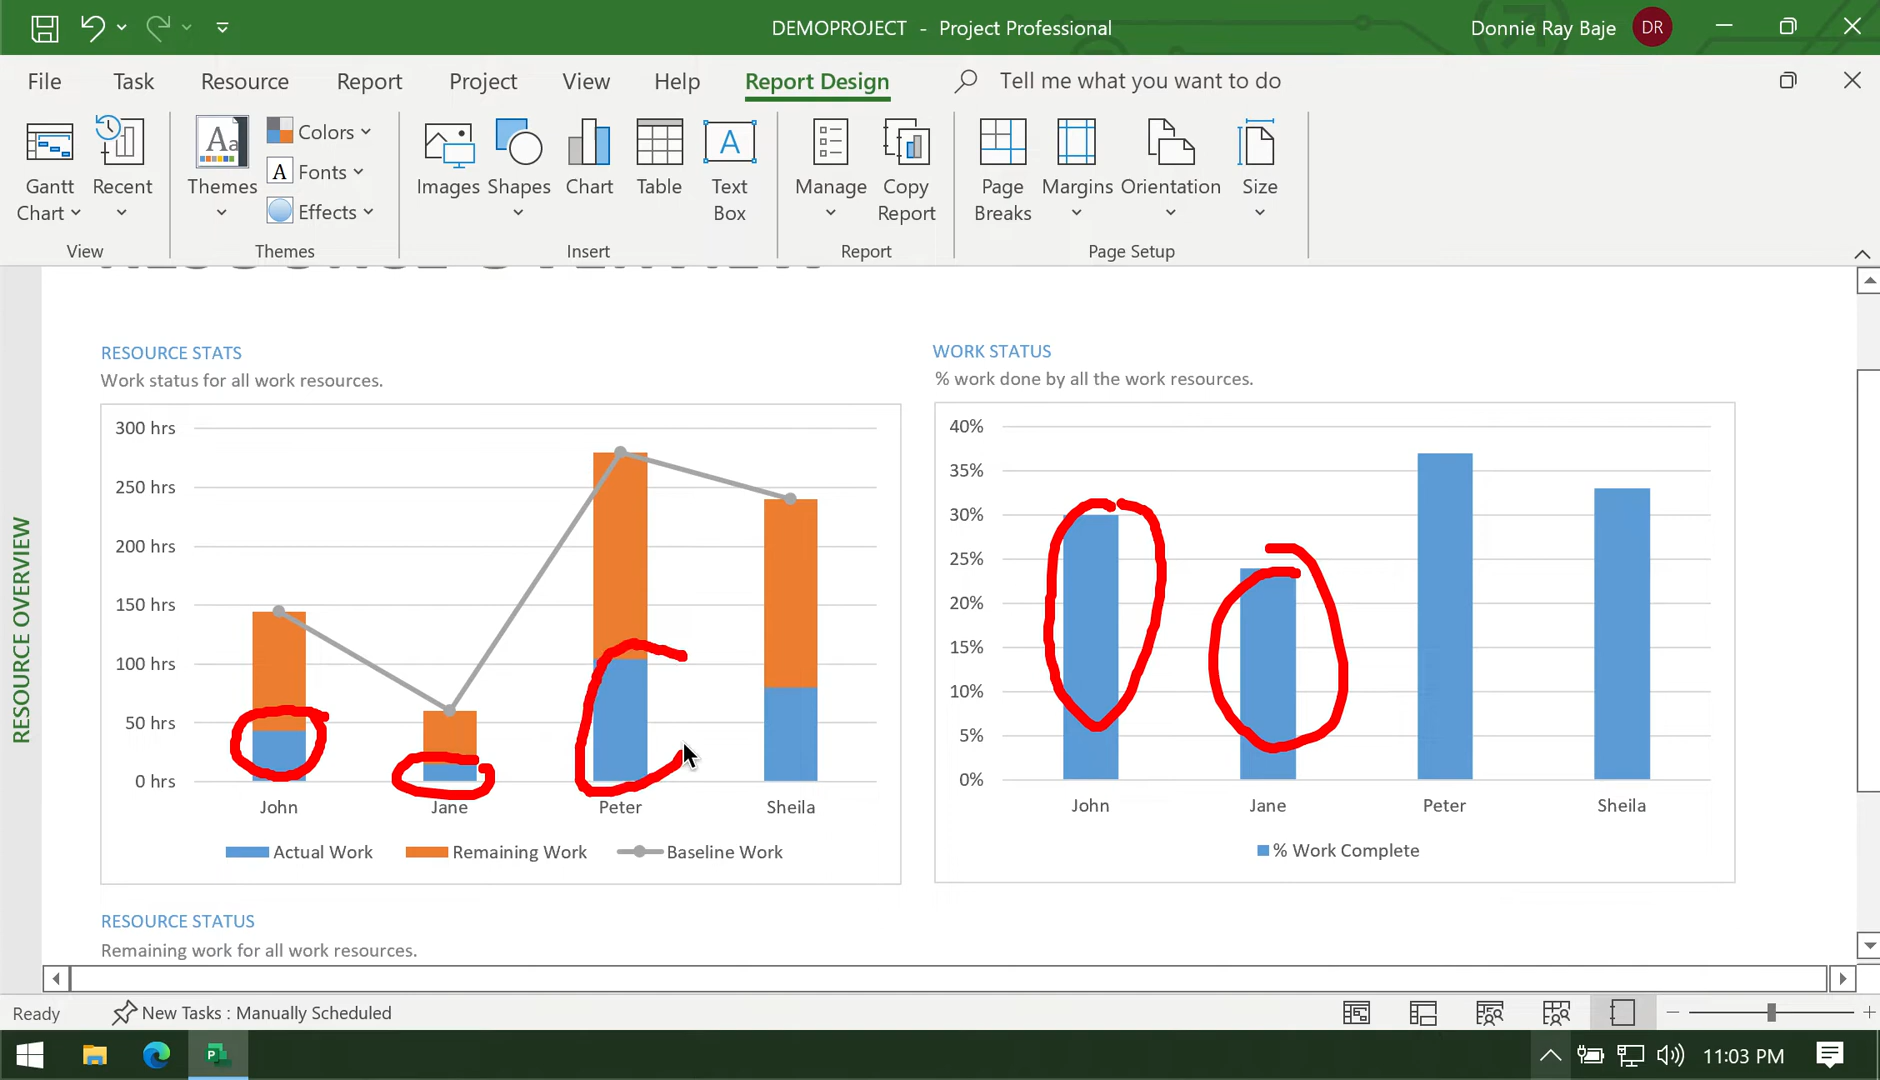 DEMOPROJECT - Project Professional
Donnie Ray Baje
DR
File Task Resource Report Project View Help Report Design Tell me what you want to do
Gantt Chart
Recent
View
Themes
Colors
Fonts
Effects
Themes
Images
Shapes
Chart
Table
Text Box
Insert
Manage
Copy Report
Report
Page Breaks
Margins
Orientation
Size
Page Setup
RESOURCE OVERVIEW
RESOURCE OVERVIEW
RESOURCE STATS
Work status for all work resources.
300 hrs
250 hrs
200 hrs
150 hrs
100 hrs
50 hrs
0 hrs
John Jane Peter Sheila
Actual Work Remaining Work Baseline Work
WORK STATUS
% work done by all the work resources.
40%
35%
30%
25%
20%
15%
10%
5%
0%
John Jane Peter Sheila
% Work Complete
RESOURCE STATUS
Remaining work for all work resources.
Ready New Tasks : Manually Scheduled
11:03 PM